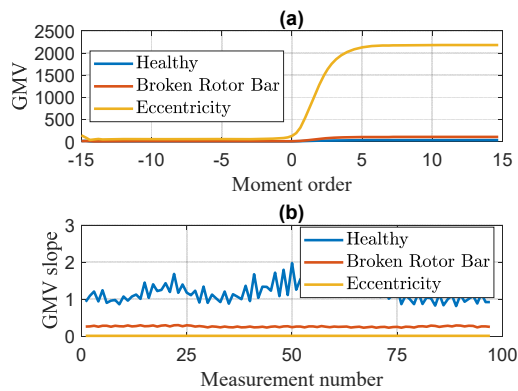 (a)
2500
2000
1500
1000
500
0
GMV
Healthy
Broken Rotor Bar
Eccentricity
-15 -10 -5 0 5 10 15
Moment order
(b)
3
2
1
0
GMV slope
Healthy
Broken Rotor Bar
Eccentricity
0 25 50 75 100
Measurement number